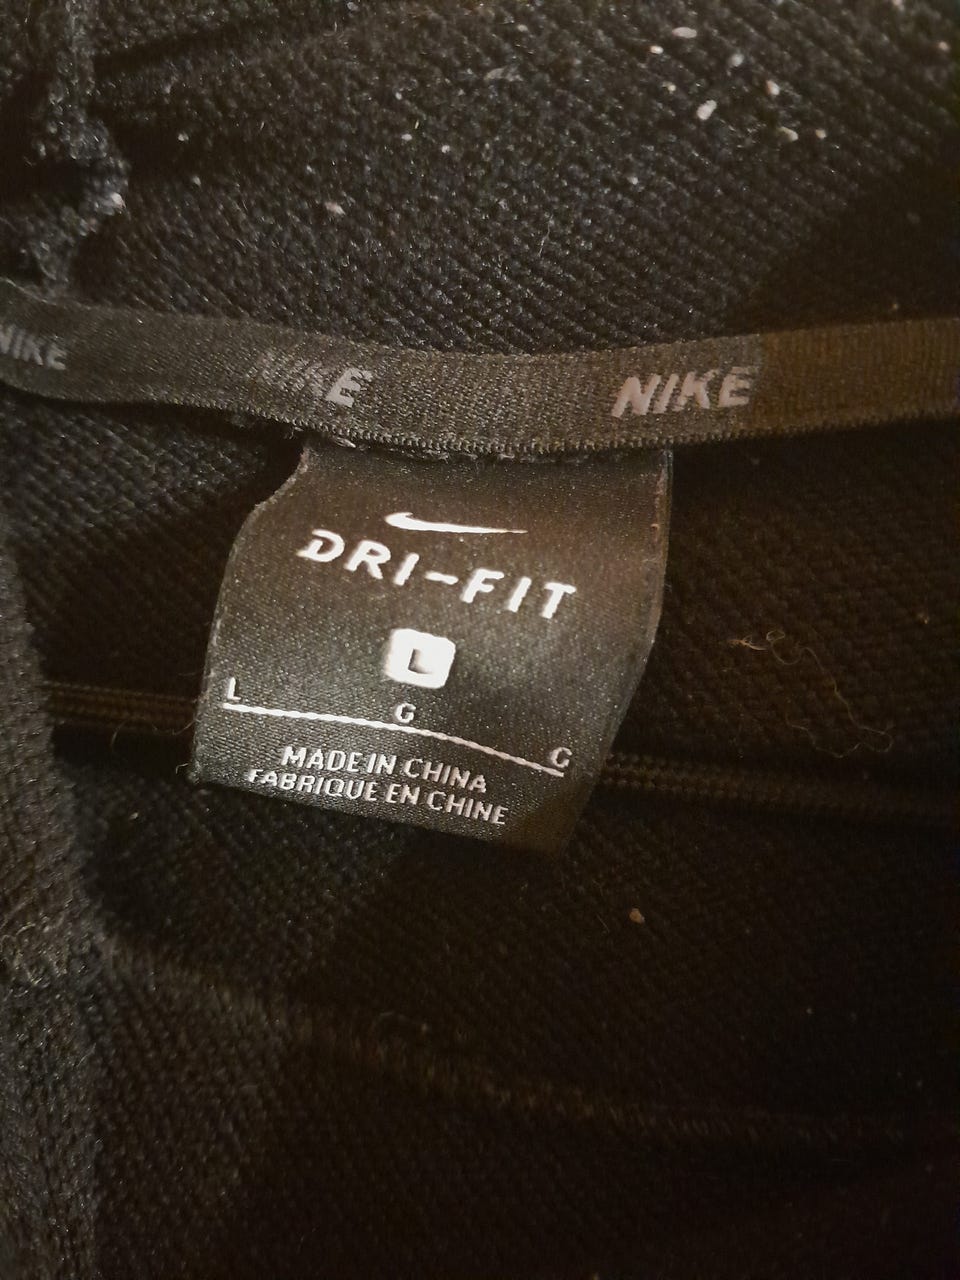 NIKE NIKE NIKE
DRI-FIT
L
L G G
MADE IN CHINA
FABRIQUE EN CHINE